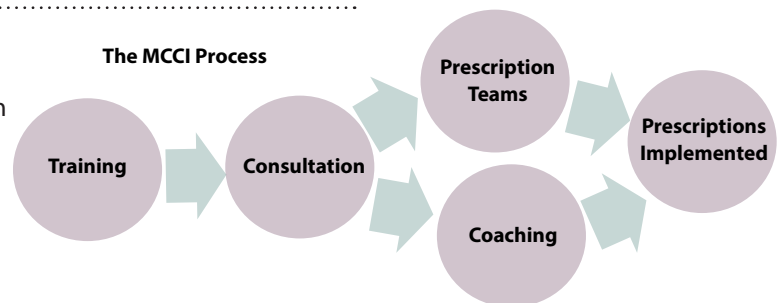 The MCCI Process
n
Training
Consultation
Prescription
Teams
Coaching
Prescriptions
Implemented